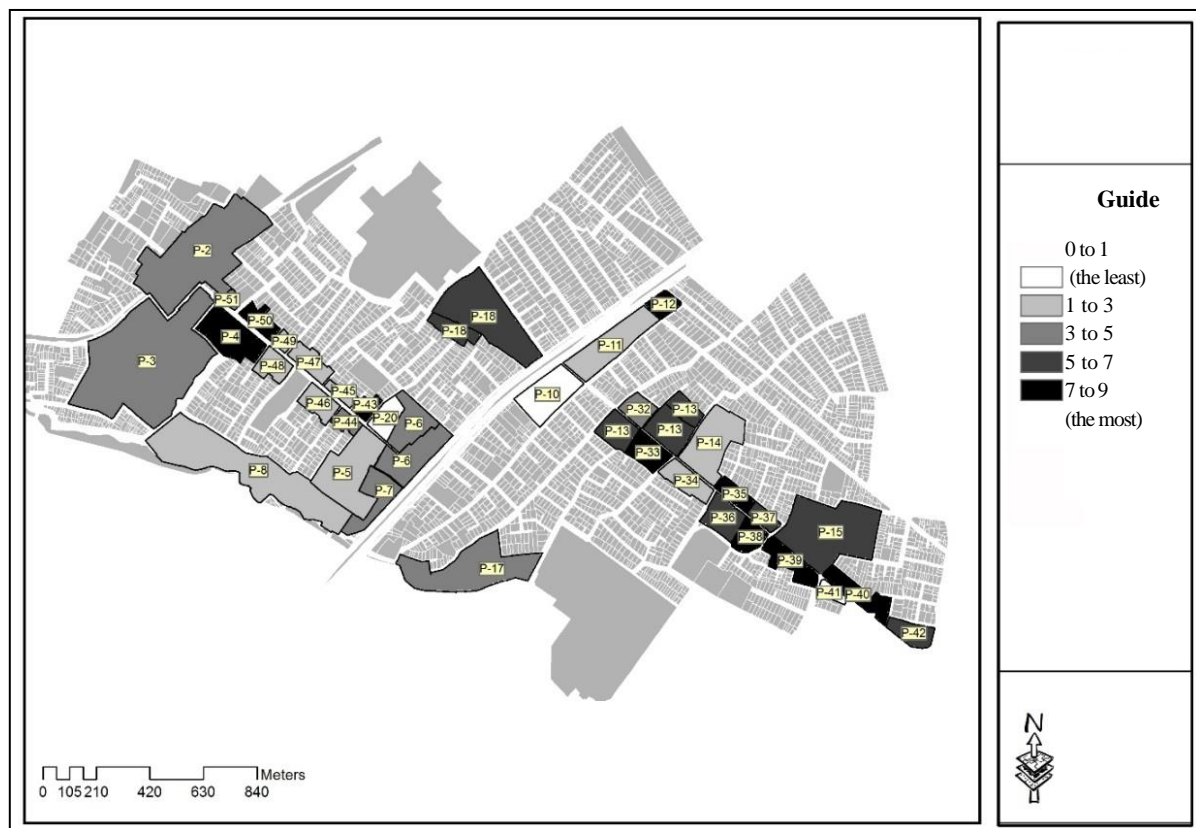 P-2
P-51
P-50
P-4
P-3
P-49
P-48
P-47
P-45
P-46
P-43
P-44
P-20
P-6
P-6
P-5
P-7
P-8
P-18
P-18
P-12
P-11
P-10
P-32
P-13
P-13
P-13
P-33
P-14
P-34
P-35
P-36
P-37
P-38
P-15
P-39
P-41
P-40
P-42
P-17
Meters
0 105 210 420 630 840
Guide
0 to 1
(the least)
1 to 3
3 to 5
5 to 7
7 to 9
(the most)
N